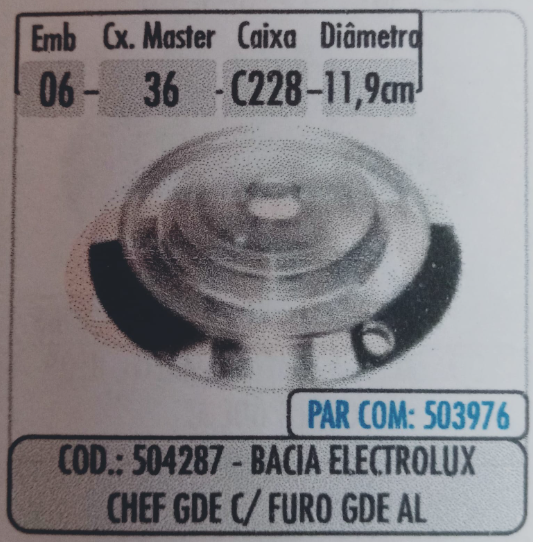 Emb Cx. Master Caixa Diâmetro
06 - 36 - C228 - 11,9cm
PAR COM: 503976
COD.: 504287 - BACIA ELECTROLUX
CHEF GDE C/ FURO GDE AL